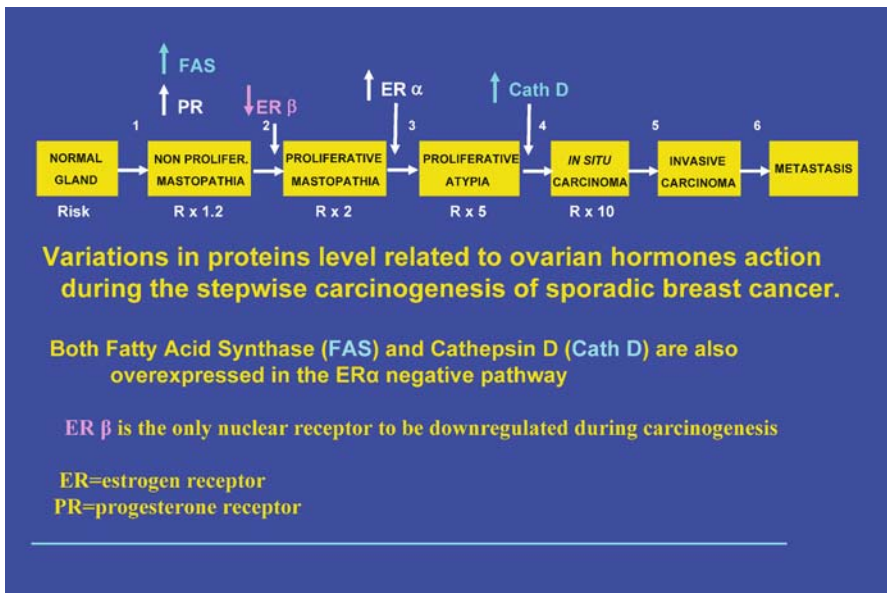 FAS
PR
ER β
ER α
Cath D
1
2
3
4
5
6
NORMAL
GLAND
NON PROLIFER.
MASTOPATHIA
PROLIFERATIVE
MASTOPATHIA
PROLIFERATIVE
ATYPIA
IN SITU
CARCINOMA
INVASIVE
CARCINOMA
METASTASIS
Risk
R x 1.2
R x 2
R x 5
R x 10
Variations in proteins level related to ovarian hormones action
during the stepwise carcinogenesis of sporadic breast cancer.
Both Fatty Acid Synthase (FAS) and Cathepsin D (Cath D) are also
overexpressed in the ERα negative pathway
ER β is the only nuclear receptor to be downregulated during carcinogenesis
ER=estrogen receptor
PR=progesterone receptor